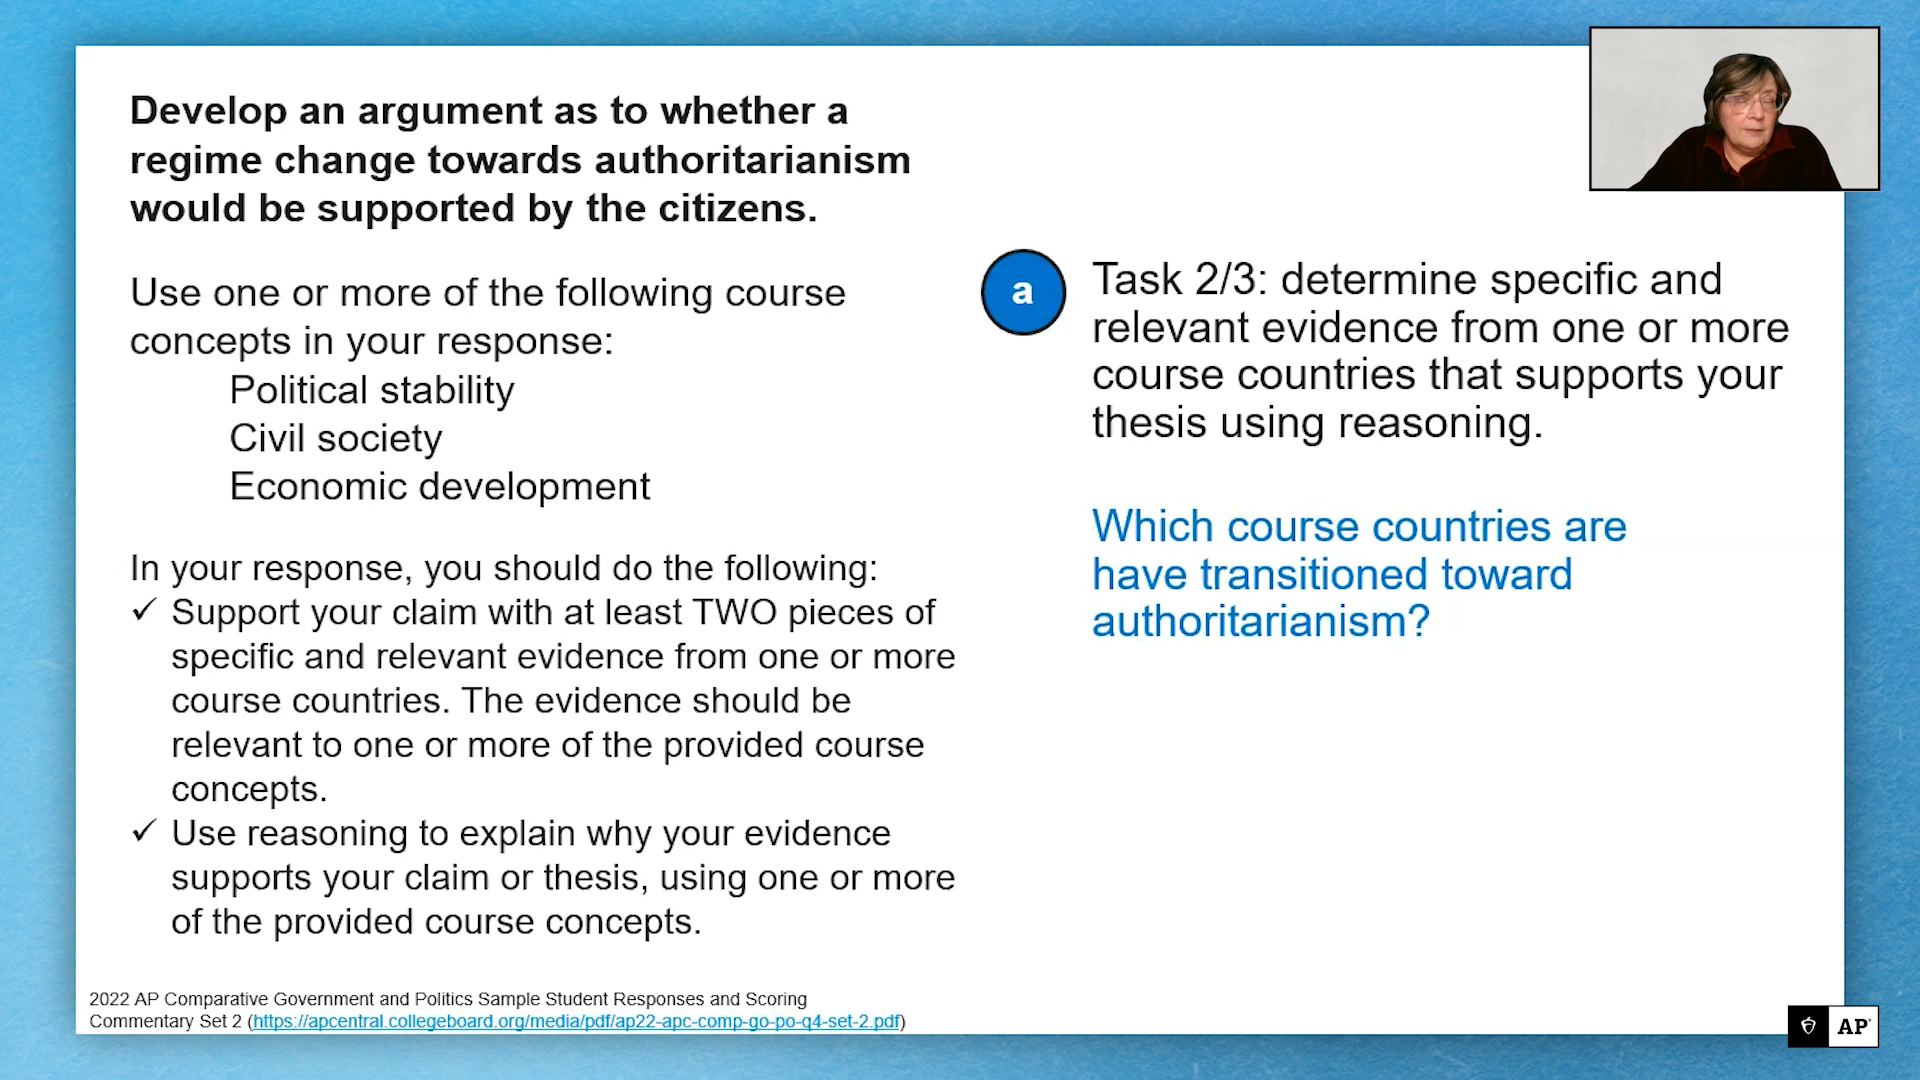 Develop an argument as to whether a
regime change towards authoritarianism
would be supported by the citizens.
Use one or more of the following course
concepts in your response:
Political stability
Civil society
Economic development
In your response, you should do the following:
✓ Support your claim with at least TWO pieces of
specific and relevant evidence from one or more
course countries. The evidence should be
relevant to one or more of the provided course
concepts.
✓ Use reasoning to explain why your evidence
supports your claim or thesis, using one or more
of the provided course concepts.
2022 AP Comparative Government and Politics Sample Student Responses and Scoring
Commentary Set 2 (https://apcentral.collegeboard.org/media/pdf/ap22-apc-comp-go-po-q4-set-2.pdf)
a
Task 2/3: determine specific and
relevant evidence from one or more
course countries that supports your
thesis using reasoning.
Which course countries are
have transitioned toward
authoritarianism?
AP